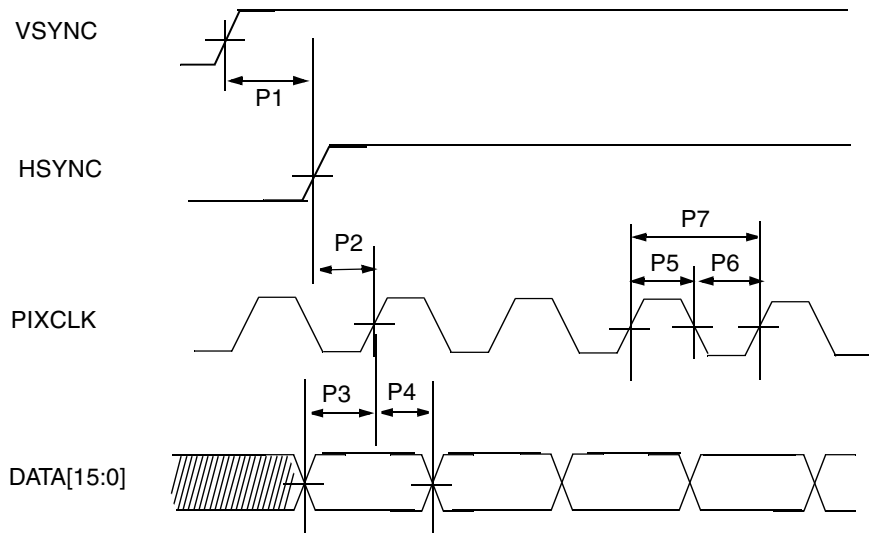 VSYNC
P1
HSYNC
P2
P7
P5 P6
PIXCLK
P3 P4
DATA[15:0]